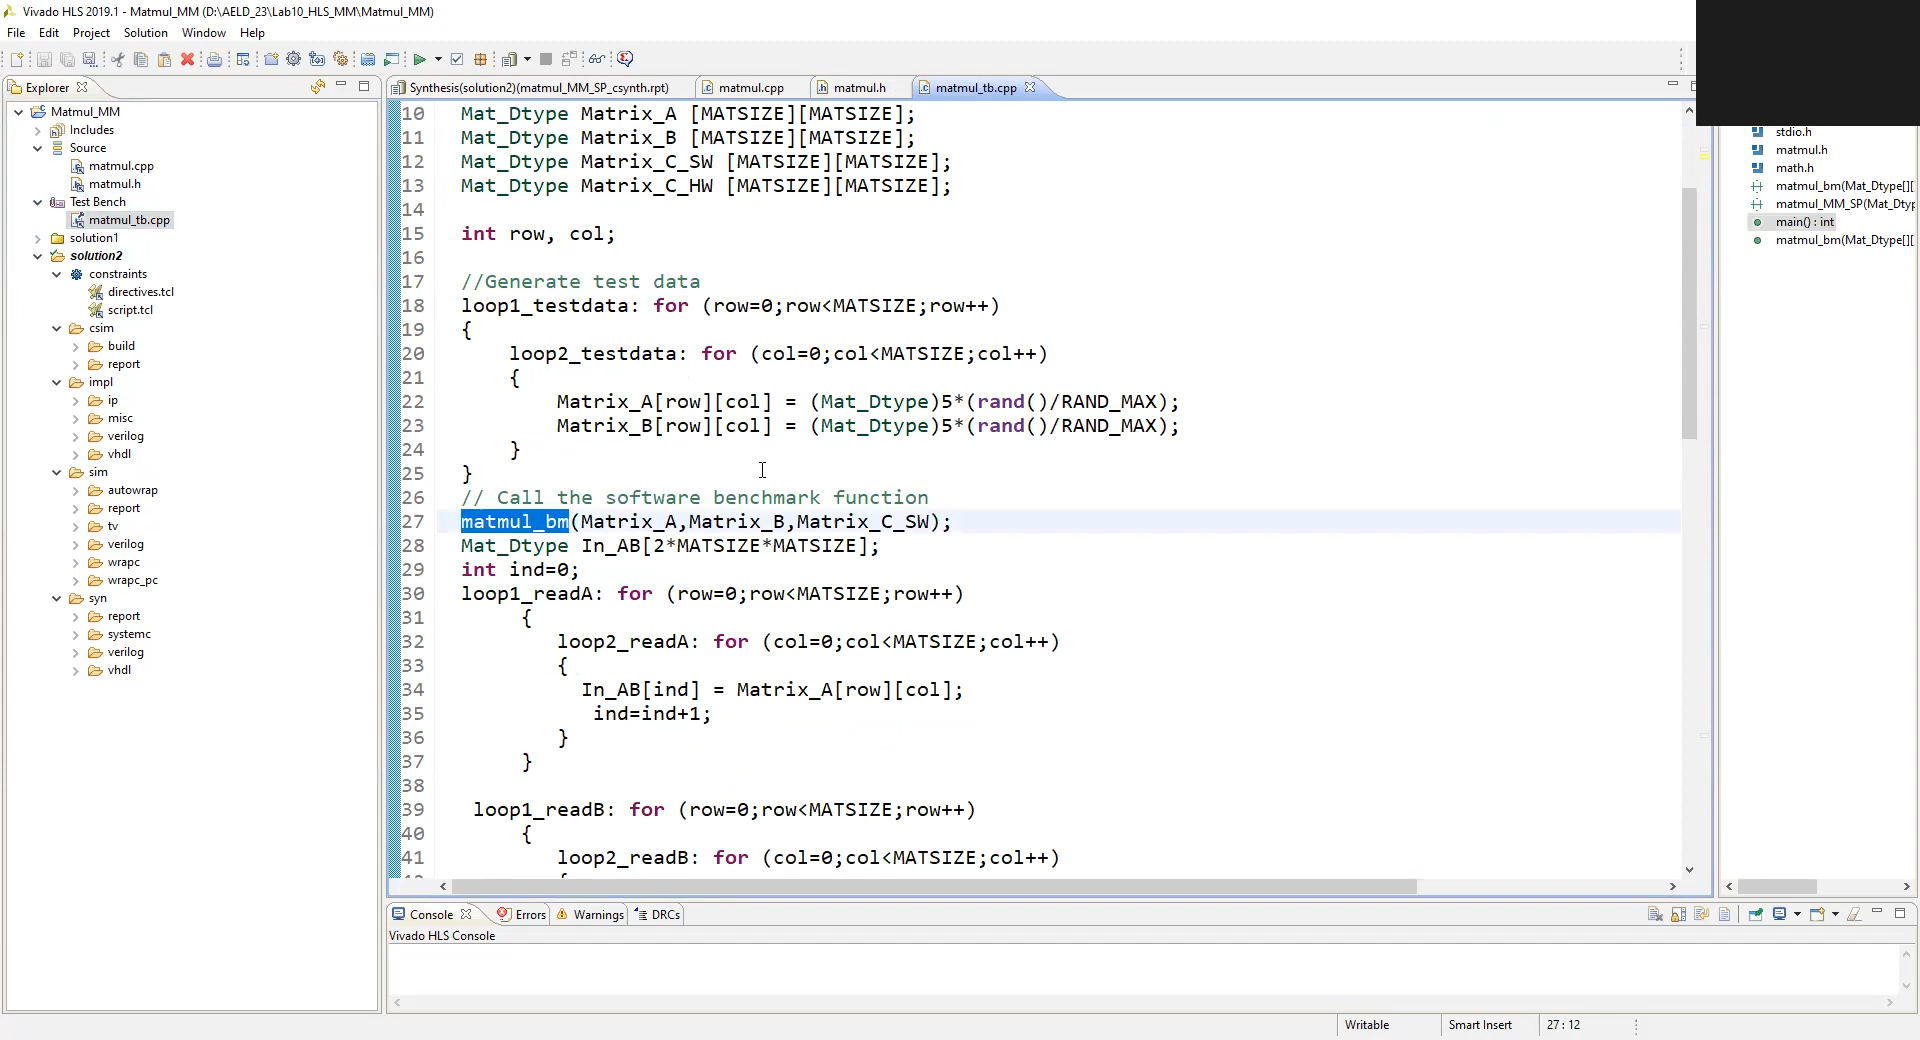 Vivado HLS 2019.1 - Matmul_MM (D:\AELD_23\Lab10_HLS_MM\Matmul_MM)
File Edit Project Solution Window Help
Explorer
Matmul_MM
Includes
Source
matmul.cpp
matmul.h
Test Bench
matmul_tb.cpp
solution1
solution2
constraints
directives.tcl
script.tcl
csim
build
report
impl
ip
misc
verilog
vhdl
sim
autowrap
report
tv
verilog
wrapc
wrapc_pc
syn
report
systemc
verilog
vhdl
Synthesis(solution2)(matmul_MM_SP_csynth.rpt) matmul.cpp matmul.h matmul_tb.cpp
10 Mat_Dtype Matrix_A [MATSIZE][MATSIZE];
11 Mat_Dtype Matrix_B [MATSIZE][MATSIZE];
12 Mat_Dtype Matrix_C_SW [MATSIZE][MATSIZE];
13 Mat_Dtype Matrix_C_HW [MATSIZE][MATSIZE];
14
15 int row, col;
16
17 //Generate test data
18 loop1_testdata: for (row=0;row<MATSIZE;row++)
19 {
20 loop2_testdata: for (col=0;col<MATSIZE;col++)
21 {
22 Matrix_A[row][col] = (Mat_Dtype)5*(rand()/RAND_MAX);
23 Matrix_B[row][col] = (Mat_Dtype)5*(rand()/RAND_MAX);
24 }
25 }
26 // Call the software benchmark function
27 matmul_bm(Matrix_A,Matrix_B,Matrix_C_SW);
28 Mat_Dtype In_AB[2*MATSIZE*MATSIZE];
29 int ind=0;
30 loop1_readA: for (row=0;row<MATSIZE;row++)
31 {
32 loop2_readA: for (col=0;col<MATSIZE;col++)
33 {
34 In_AB[ind] = Matrix_A[row][col];
35 ind=ind+1;
36 }
37 }
38
39 loop1_readB: for (row=0;row<MATSIZE;row++)
40 {
41 loop2_readB: for (col=0;col<MATSIZE;col++)
stdio.h
matmul.h
math.h
matmul_bm(Mat_Dtype[][
matmul_MM_SP(Mat_Dtyp
main() : int
matmul_bm(Mat_Dtype[][
Console Errors Warnings DRCs
Vivado HLS Console
Writable Smart Insert 27 : 12